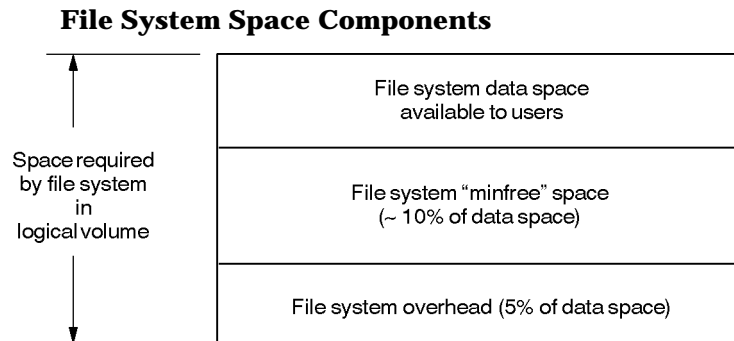 File System Space Components
File system data space
available to users
Space required
by file system
in
logical volume
File system “minfree” space
(~ 10% of data space)
File system overhead (5% of data space)